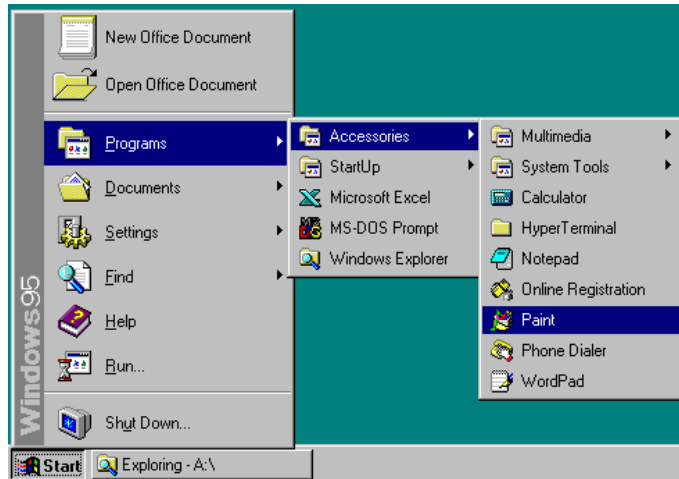 New Office Document
Open Office Document
Programs
Documents
Settings
Find
Help
Run...
Shut Down...
Windows95
Accessories
StartUp
Microsoft Excel
MS-DOS Prompt
Windows Explorer
Multimedia
System Tools
Calculator
HyperTerminal
Notepad
Online Registration
Paint
Phone Dialer
WordPad
Start
Exploring - A:\